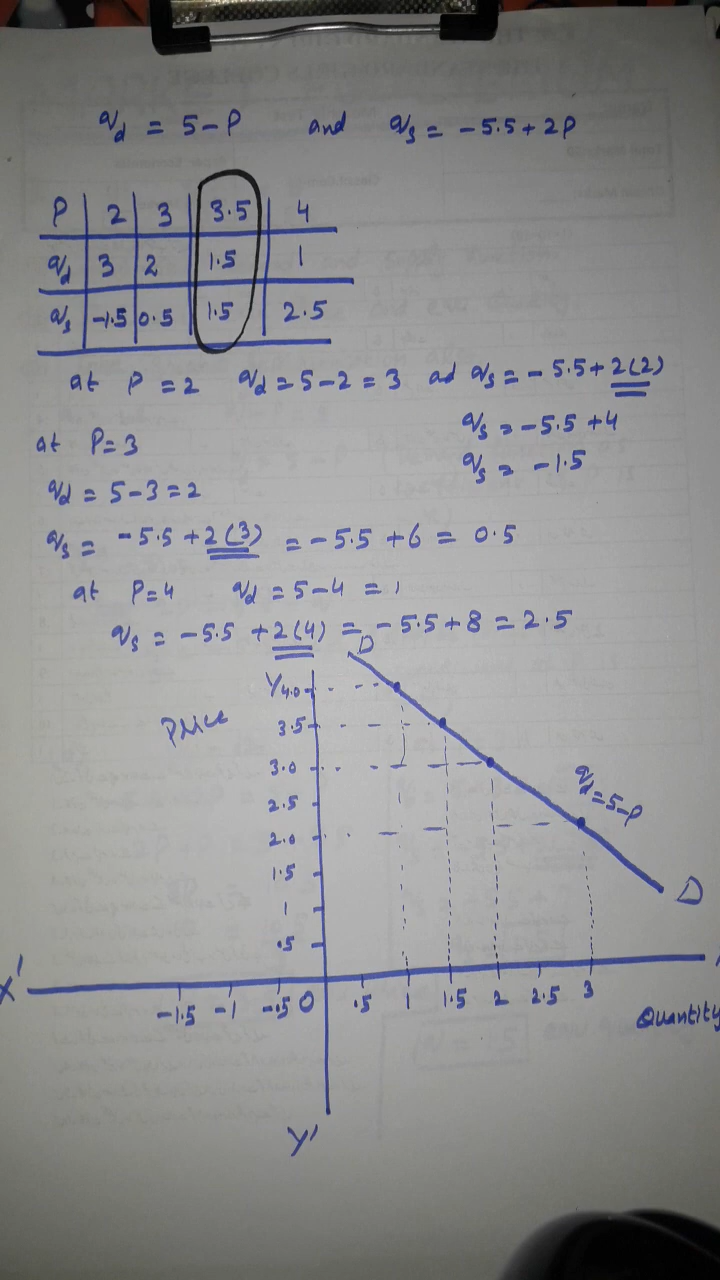 qd = 5-P and qs = -5.5+2P
P 2 3 3.5 4
qd 3 2 1.5 1
qs -1.5 0.5 1.5 2.5
at P=2 qd=5-2=3 ad qs=-5.5+2(2)
qs=-5.5+4
at P=3
qs = -1.5
qd = 5-3=2
qs = -5.5+2(3) = -5.5+6 = 0.5
at P=4 qd=5-4 = 1
qs = -5.5 +2(4) = -5.5+8 = 2.5
D
Y 4.0
Price 3.5
3.0
2.5
qd=5-P
2.0
1.5
D
1
.5
X' -1.5 -1 -.5 0 .5 1 1.5 2 2.5 3
Quantity
Y'